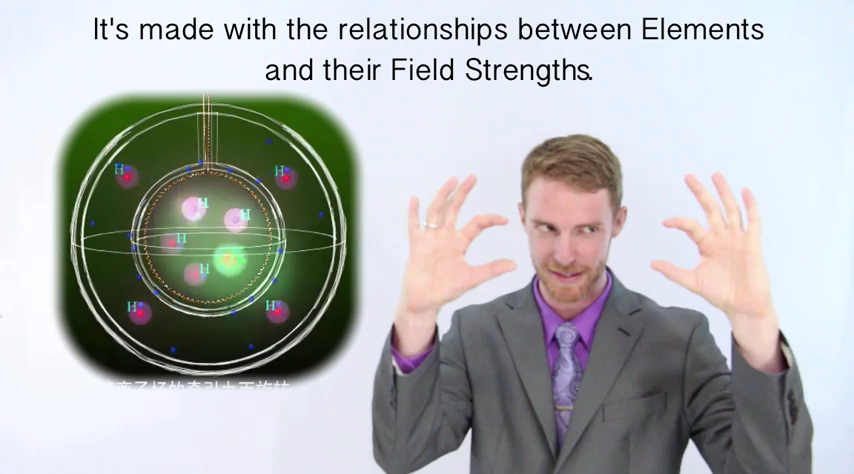 It's made with the relationships between Elements
and their Field Strengths.
H
H
H
H
H
H
H
H